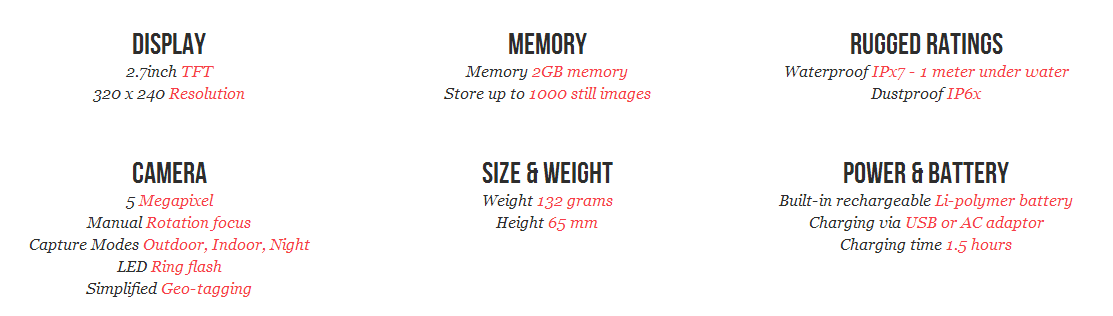 DISPLAY
2.7inch TFT
320 x 240 Resolution
MEMORY
Memory 2GB memory
Store up to 1000 still images
RUGGED RATINGS
Waterproof IPx7 - 1 meter under water
Dustproof IP6x
CAMERA
5 Megapixel
Manual Rotation focus
Capture Modes Outdoor, Indoor, Night
LED Ring flash
Simplified Geo-tagging
SIZE & WEIGHT
Weight 132 grams
Height 65 mm
POWER & BATTERY
Built-in rechargeable Li-polymer battery
Charging via USB or AC adaptor
Charging time 1.5 hours